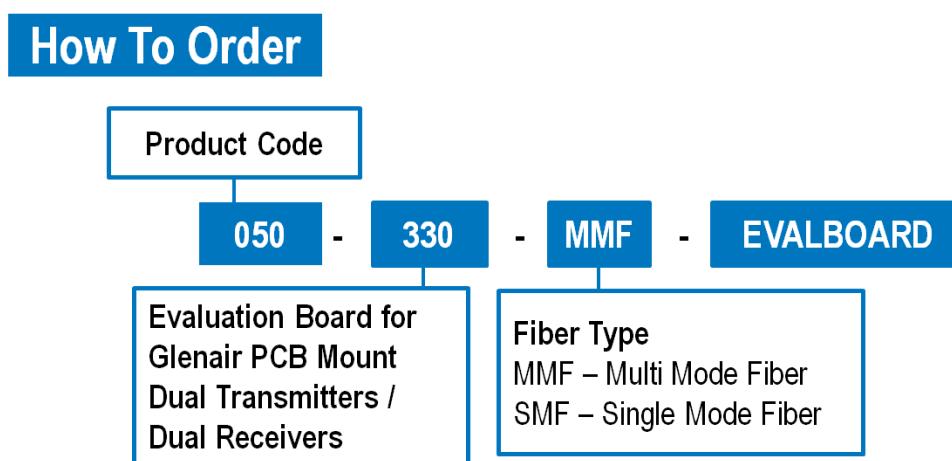 How To Order
Product Code
050 - 330 - MMF - EVALBOARD
Evaluation Board for
Glenair PCB Mount
Dual Transmitters /
Dual Receivers
Fiber Type
MMF – Multi Mode Fiber
SMF – Single Mode Fiber